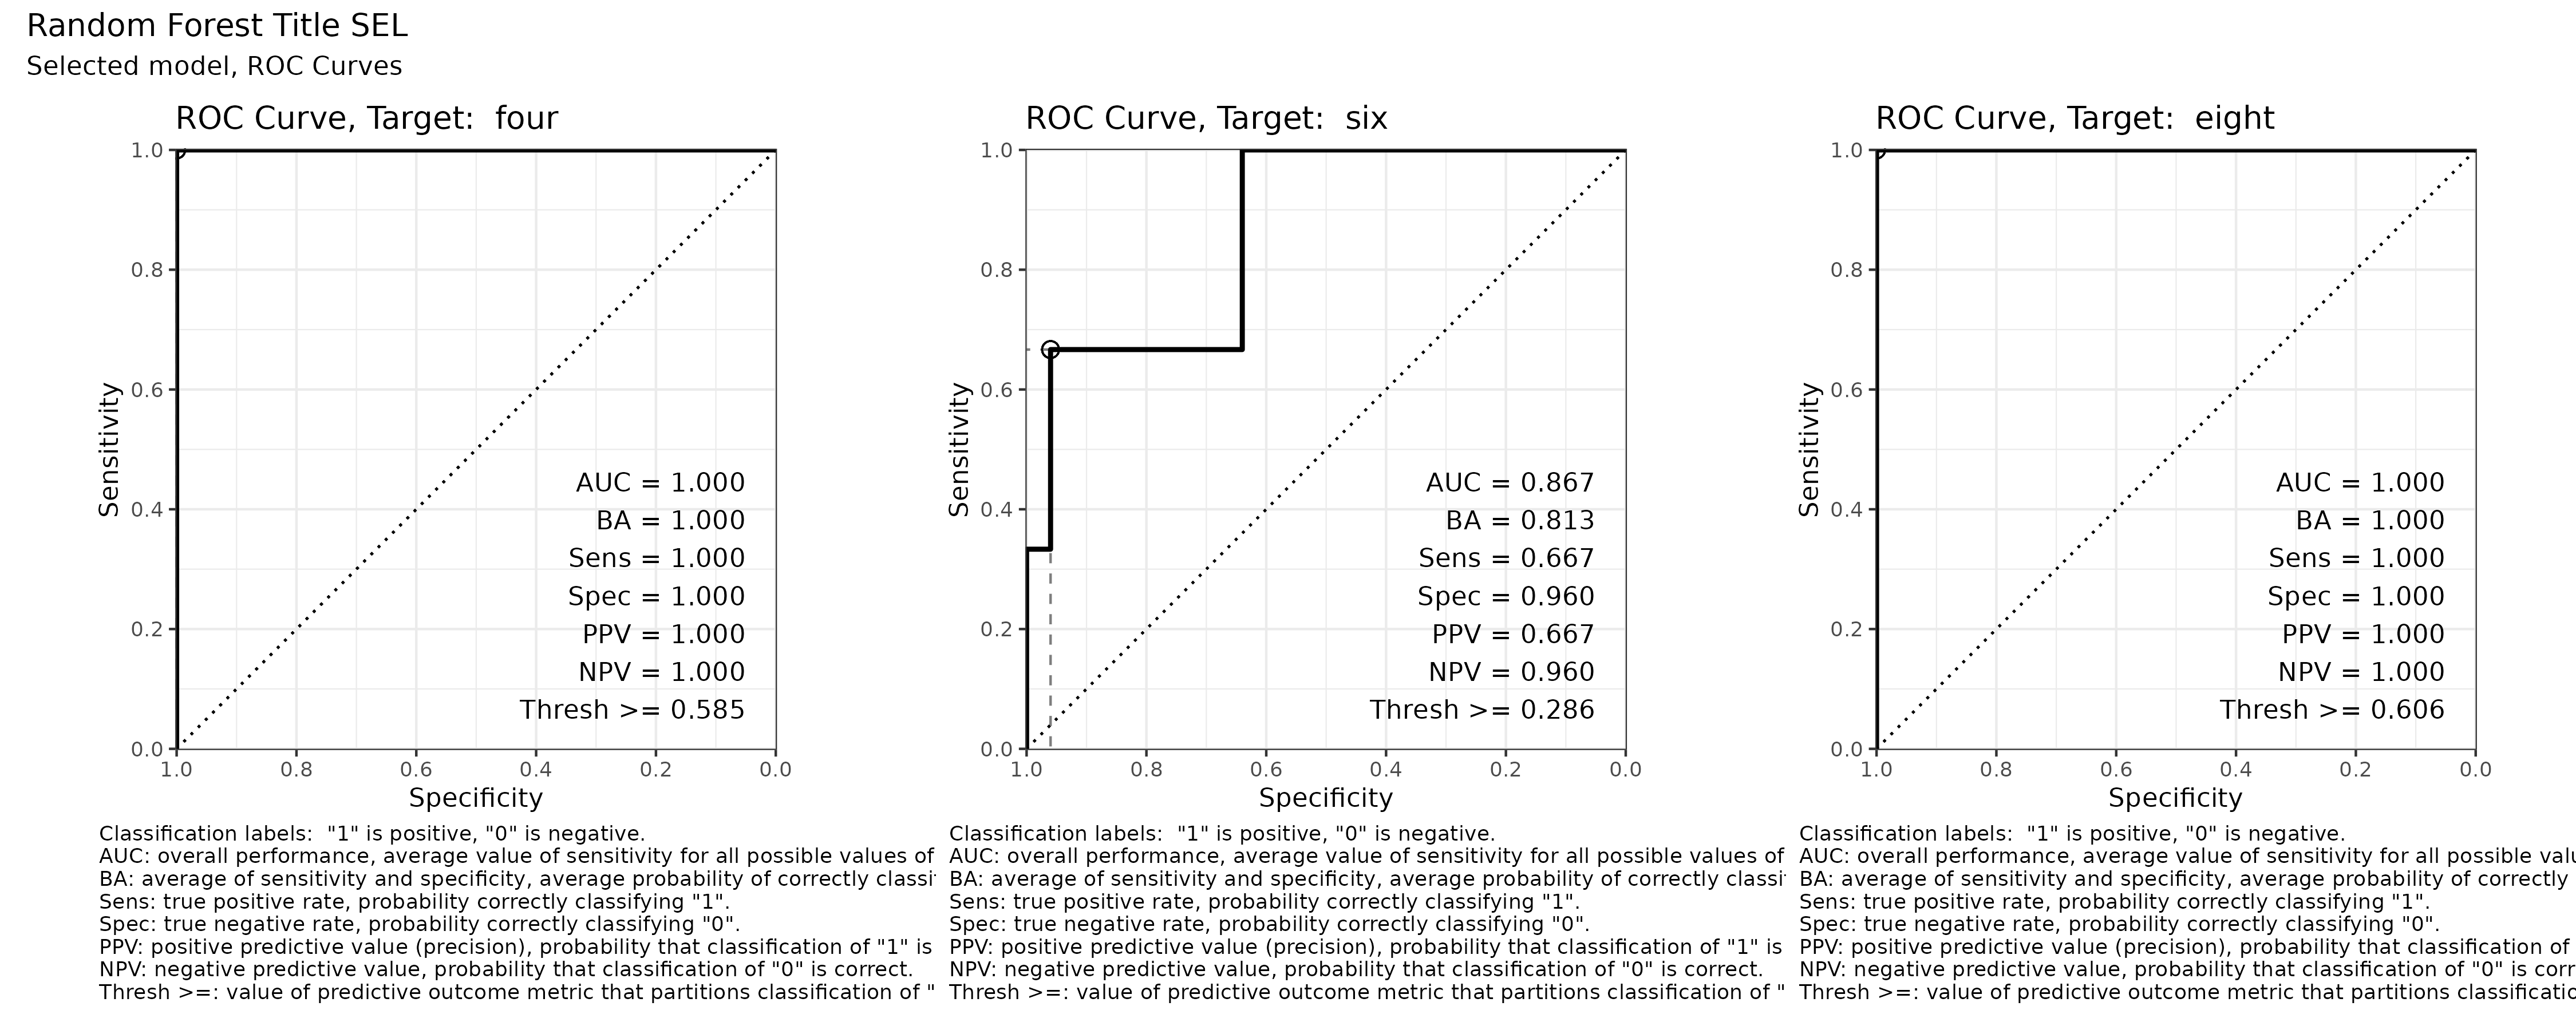 Random Forest Title SEL
Selected model, ROC Curves
ROC Curve, Target:  four
1.0
0.8
0.6
0.4
0.2
0.0
Sensitivity
AUC = 1.000
BA = 1.000
Sens = 1.000
Spec = 1.000
PPV = 1.000
NPV = 1.000
Thresh >= 0.585
1.0 0.8 0.6 0.4 0.2 0.0
Specificity
Classification labels:  "1" is positive, "0" is negative.
AUC: overall performance, average value of sensitivity for all possible values of
BA: average of sensitivity and specificity, average probability of correctly
Sens: true positive rate, probability correctly classifying "1".
Spec: true negative rate, probability correctly classifying "0".
PPV: positive predictive value (precision), probability that classification of "1" is
NPV: negative predictive value, probability that classification of "0" is correct.
Thresh >=: value of predictive outcome metric that partitions classification of "
ROC Curve, Target:  six
1.0
0.8
0.6
0.4
0.2
0.0
Sensitivity
AUC = 0.867
BA = 0.813
Sens = 0.667
Spec = 0.960
PPV = 0.667
NPV = 0.960
Thresh >= 0.286
1.0 0.8 0.6 0.4 0.2 0.0
Specificity
Classification labels:  "1" is positive, "0" is negative.
AUC: overall performance, average value of sensitivity for all possible values of
BA: average of sensitivity and specificity, average probability of correctly
Sens: true positive rate, probability correctly classifying "1".
Spec: true negative rate, probability correctly classifying "0".
PPV: positive predictive value (precision), probability that classification of "1" is
NPV: negative predictive value, probability that classification of "0" is correct.
Thresh >=: value of predictive outcome metric that partitions classification of "
ROC Curve, Target:  eight
1.0
0.8
0.6
0.4
0.2
0.0
Sensitivity
AUC = 1.000
BA = 1.000
Sens = 1.000
Spec = 1.000
PPV = 1.000
NPV = 1.000
Thresh >= 0.606
1.0 0.8 0.6 0.4 0.2 0.0
Specificity
Classification labels:  "1" is positive, "0" is negative.
AUC: overall performance, average value of sensitivity for all possible
BA: average of sensitivity and specificity, average probability of correctly
Sens: true positive rate, probability correctly classifying "1".
Spec: true negative rate, probability correctly classifying "0".
PPV: positive predictive value (precision), probability that classification of
NPV: negative predictive value, probability that classification of "0" is
Thresh >=: value of predictive outcome metric that partitions